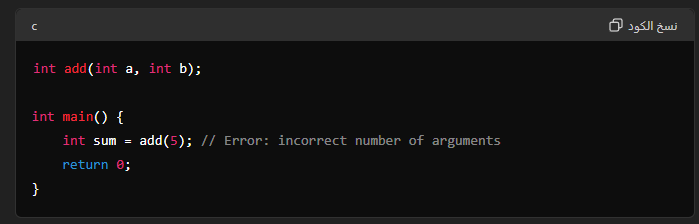 c
نسخ الكود
int add(int a, int b);
int main() {
    int sum = add(5); // Error: incorrect number of arguments
    return 0;
}